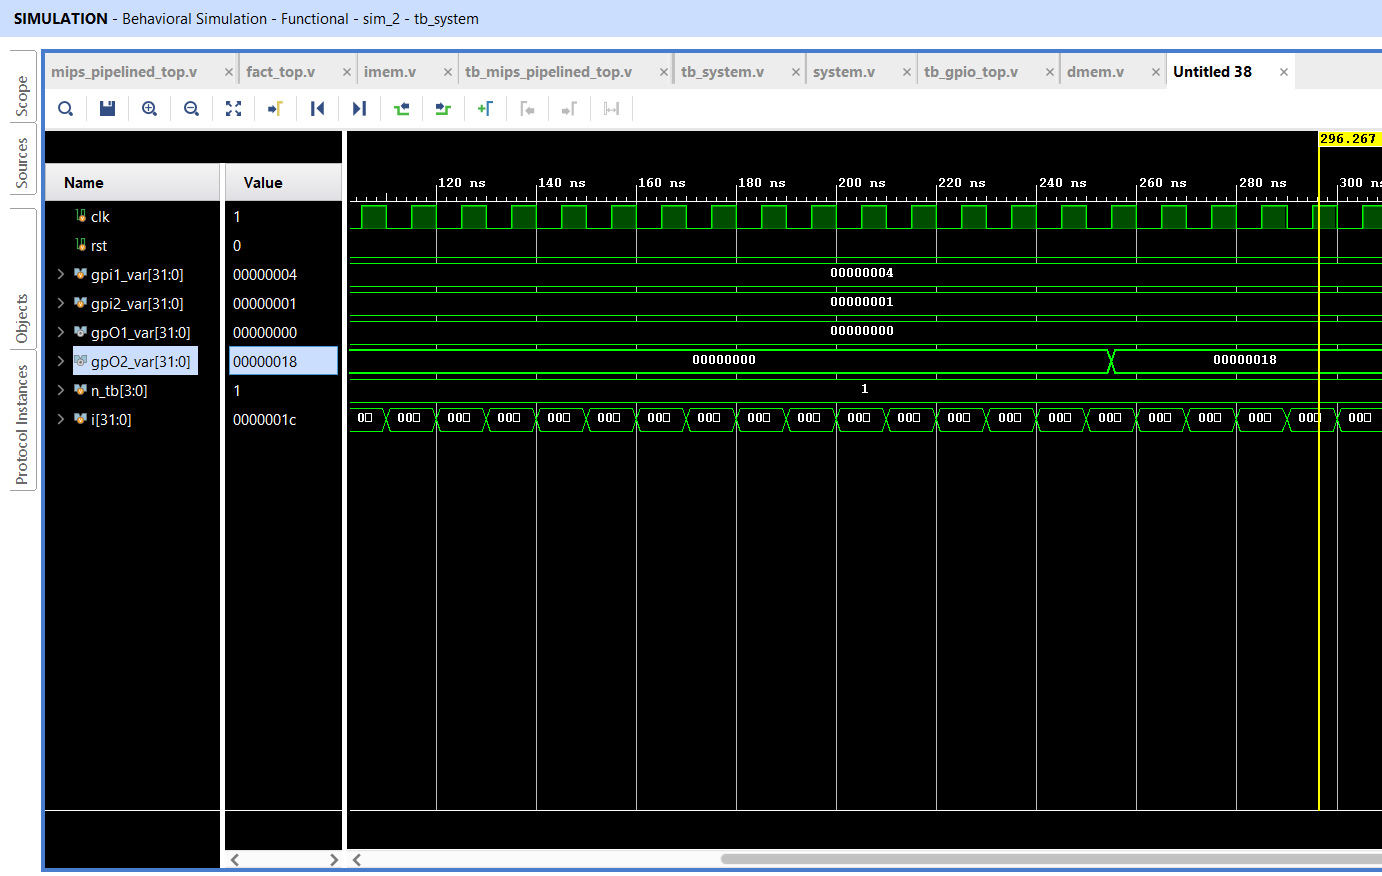 SIMULATION - Behavioral Simulation - Functional - sim_2 - tb_system
Scope
Sources
Objects
Protocol Instances
mips_pipelined_top.v × fact_top.v × imem.v × tb_mips_pipelined_top.v × tb_system.v × system.v × tb_gpio_top.v × dmem.v × Untitled 38 ×
296.267
Name Value
120 ns 140 ns 160 ns 180 ns 200 ns 220 ns 240 ns 260 ns 280 ns 300 ns
clk 1
rst 0
gpi1_var[31:0] 00000004 00000004
gpi2_var[31:0] 00000001 00000001
gpO1_var[31:0] 00000000 00000000
gpO2_var[31:0] 00000018 00000000 00000018
n_tb[3:0] 1 1
i[31:0] 0000001c 00 000 000 000 000 000 000 000 000 000 000 000 000 000 000 000 000 000 000 00 000